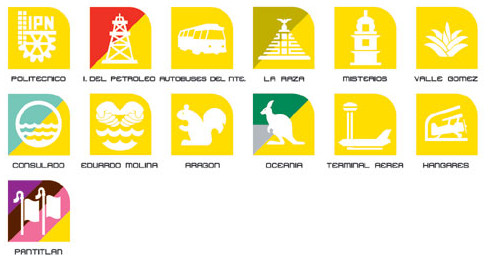 IPN
POLITECNICO
I. DEL PETROLEO
AUTOBUSES DEL NTE.
LA RAZA
MISTERIOS
VALLE GOMEZ
CONSULADO
EDUARDO MOLINA
ARAGON
OCEANIA
TERMINAL AEREA
HANGARES
PANTITLAN